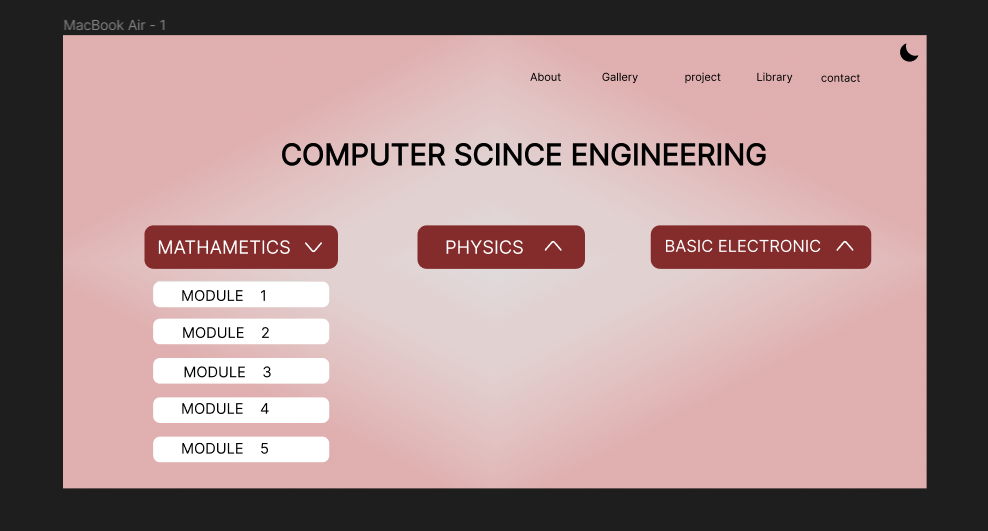 MacBook Air - 1
About Gallery project Library contact
COMPUTER SCINCE ENGINEERING
MATHAMETICS PHYSICS BASIC ELECTRONIC
MODULE 1
MODULE 2
MODULE 3
MODULE 4
MODULE 5